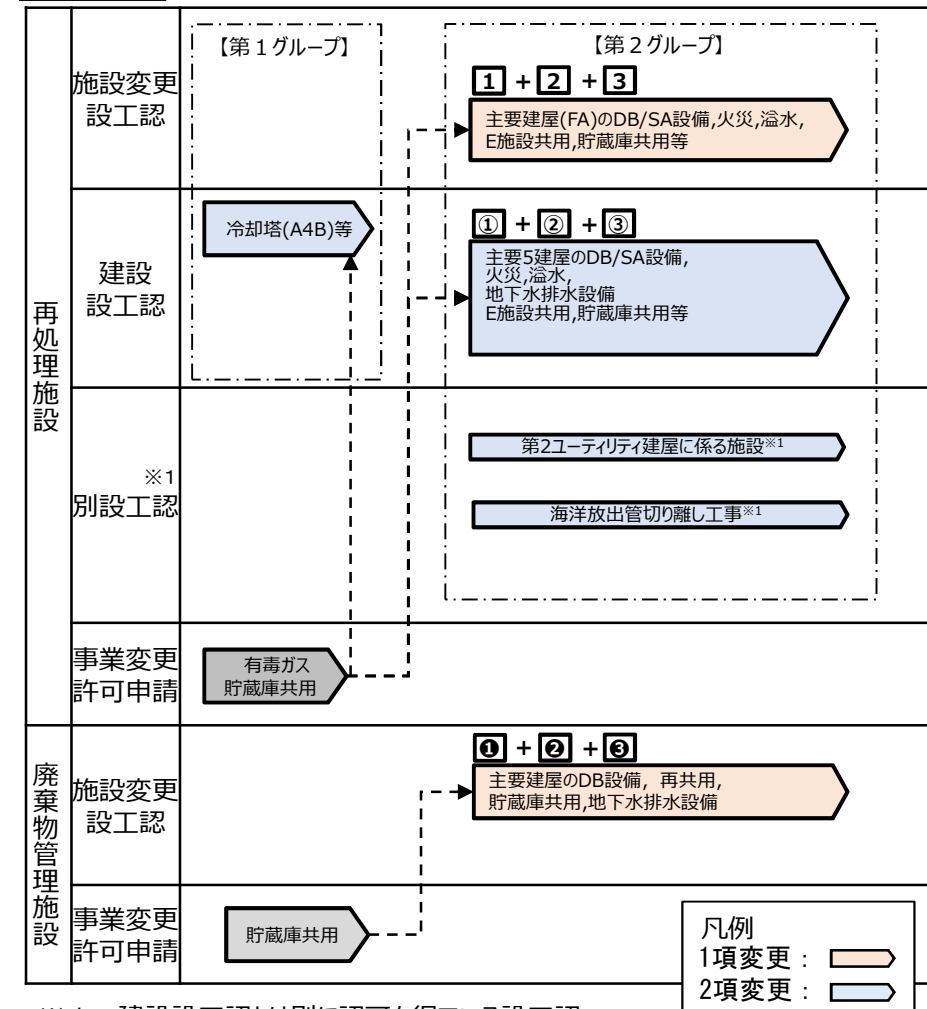 【第１グループ】
【第２グループ】
再処理施設
施設変更
設工認
1 + 2 + 3
主要建屋(FA)のDB/SA設備,火災,溢水,
E施設共用,貯蔵庫共用等
建設
設工認
冷却塔(A4B)等
① + ② + ③
主要5建屋のDB/SA設備,
火災,溢水,
地下水排水設備
E施設共用,貯蔵庫共用等
※１
別設工認
第2ユーティリティ建屋に係る施設※1
海洋放出管切り離し工事※1
事業変更
許可申請
有毒ガス
貯蔵庫共用
廃棄物管理施設
施設変更
設工認
❶ + ❷ + ❸
主要建屋のDB設備，再共用，
貯蔵庫共用,地下水排水設備
事業変更
許可申請
貯蔵庫共用
凡例
1項変更：
2項変更：